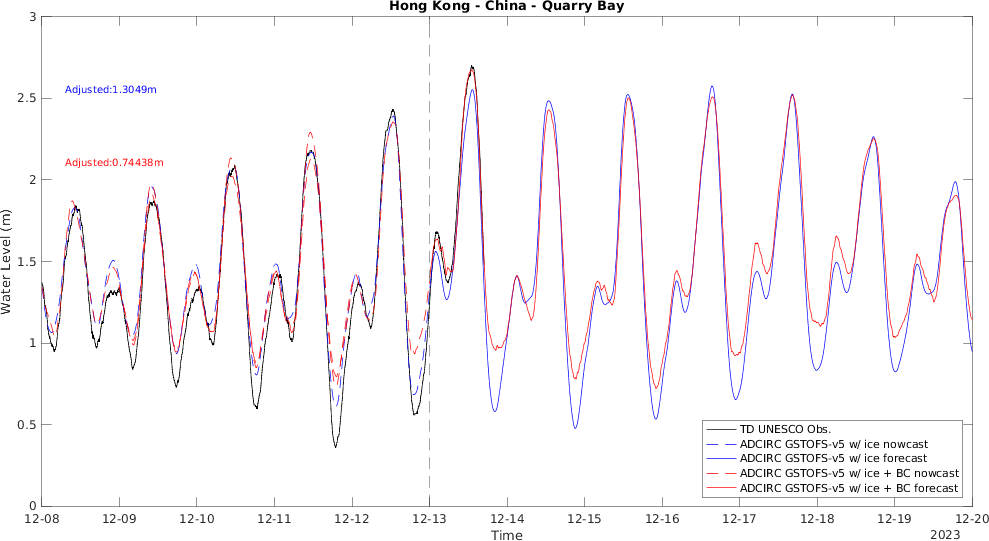 Hong Kong - China - Quarry Bay
3
2.5
2
1.5
1
0.5
0
Water Level (m)
Adjusted:1.3049m
Adjusted:0.74438m
TD UNESCO Obs.
ADCIRC GSTOFS-v5 w/ ice nowcast
ADCIRC GSTOFS-v5 w/ ice forecast
ADCIRC GSTOFS-v5 w/ ice + BC nowcast
ADCIRC GSTOFS-v5 w/ ice + BC forecast
12-08 12-09 12-10 12-11 12-12 12-13 12-14 12-15 12-16 12-17 12-18 12-19 12-20
Time
2023